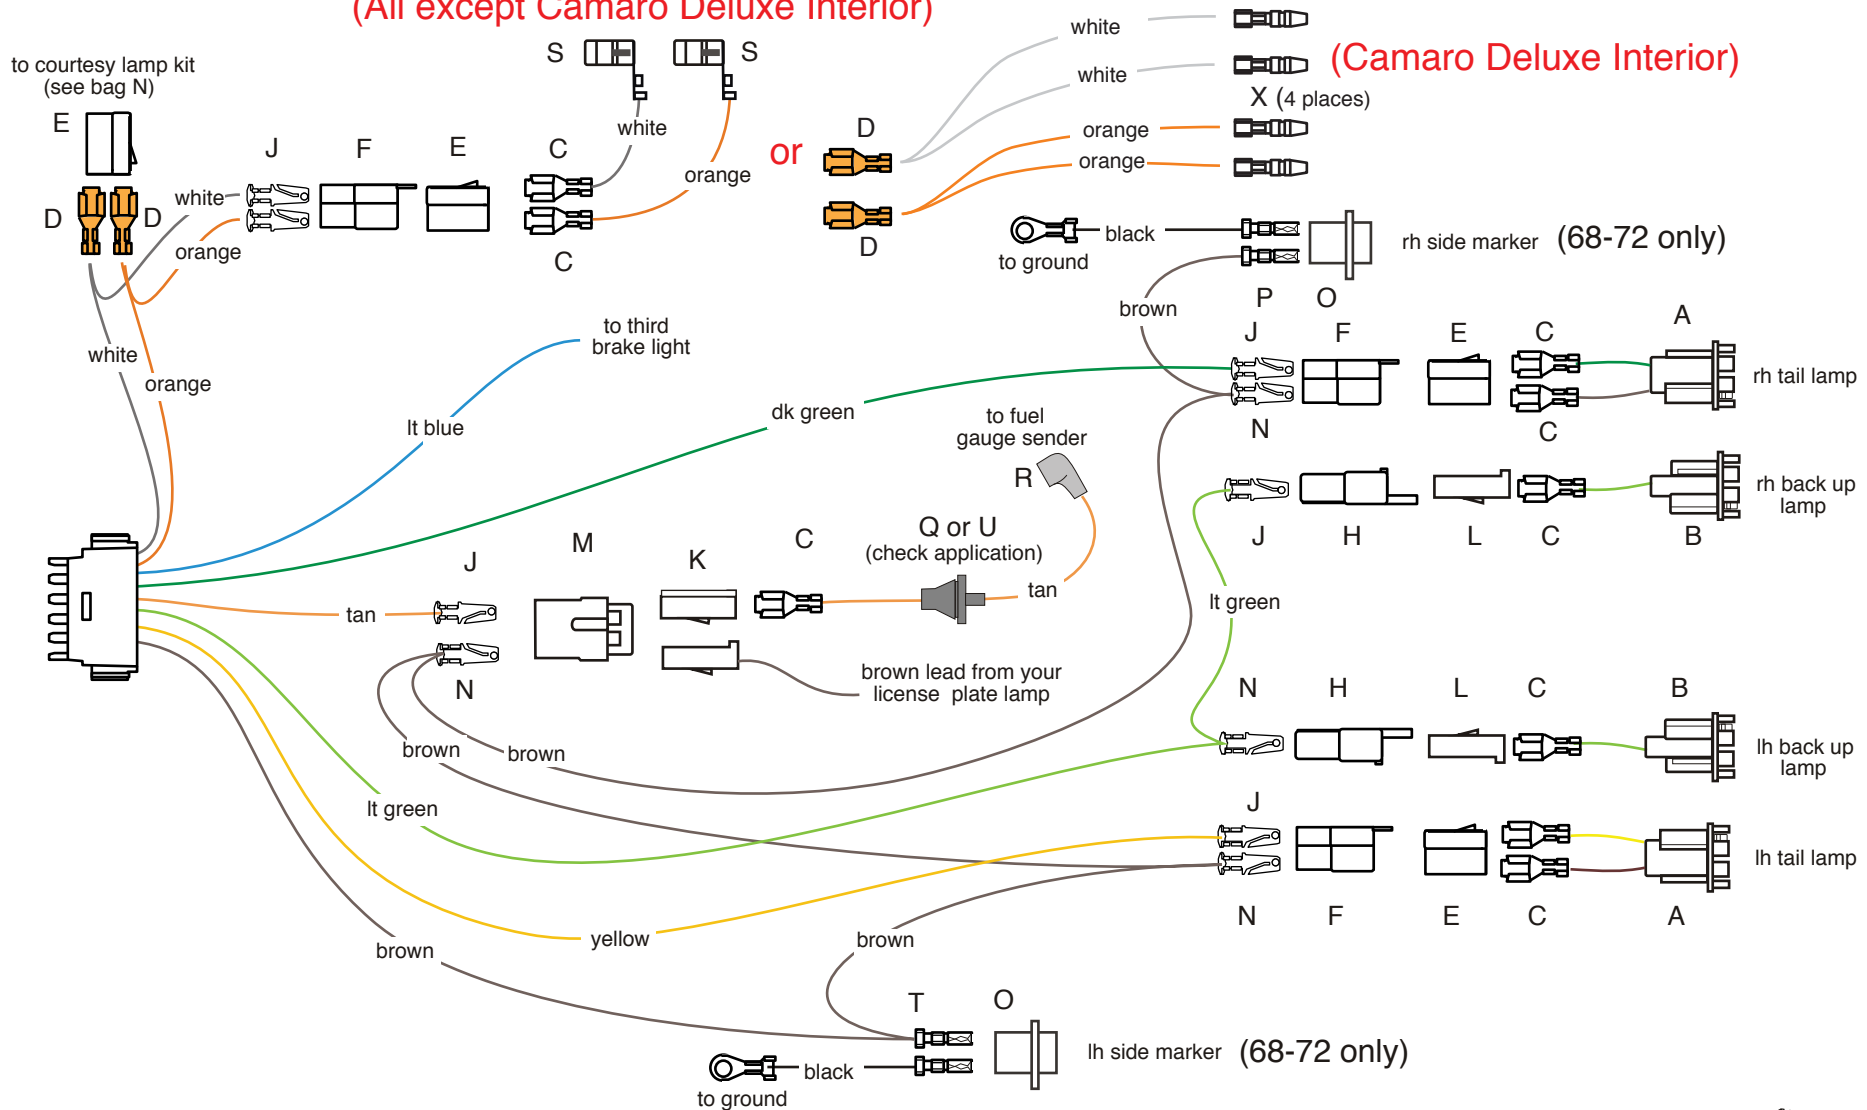 (All except Camaro Deluxe Interior)
white
S
S
(Camaro Deluxe Interior)
to courtesy lamp kit
(see bag N)
white
X (4 places)
E
J
F
E
C
white
D
orange
or
orange
orange
white
D
D
orange
C
D
black
rh side marker (68-72 only)
to ground
P
O
brown
to third
brake light
white
orange
J
F
E
C
A
rh tail lamp
dk green
lt blue
to fuel
gauge sender
N
C
R
rh back up
lamp
J
H
L
C
B
J
M
K
C
Q or U
(check application)
tan
tan
lt green
N
brown lead from your
license plate lamp
N
H
L
C
B
brown
brown
lh back up
lamp
lt green
J
lh tail lamp
N
F
E
C
A
brown
yellow
brown
T
O
lh side marker (68-72 only)
black
to ground